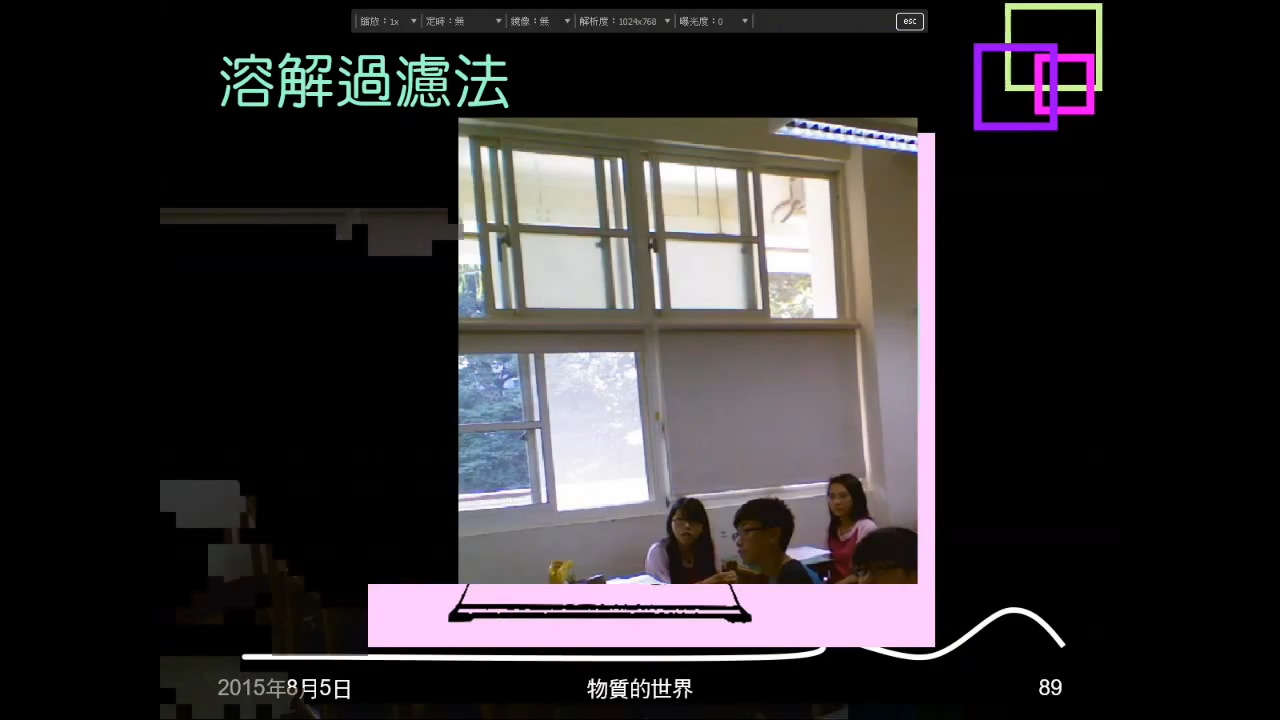 縮放：1x 定時：無 鏡像：無 解析度：1024x768 曝光度：0 esc
溶解過濾法
2015年8月5日 物質的世界 89